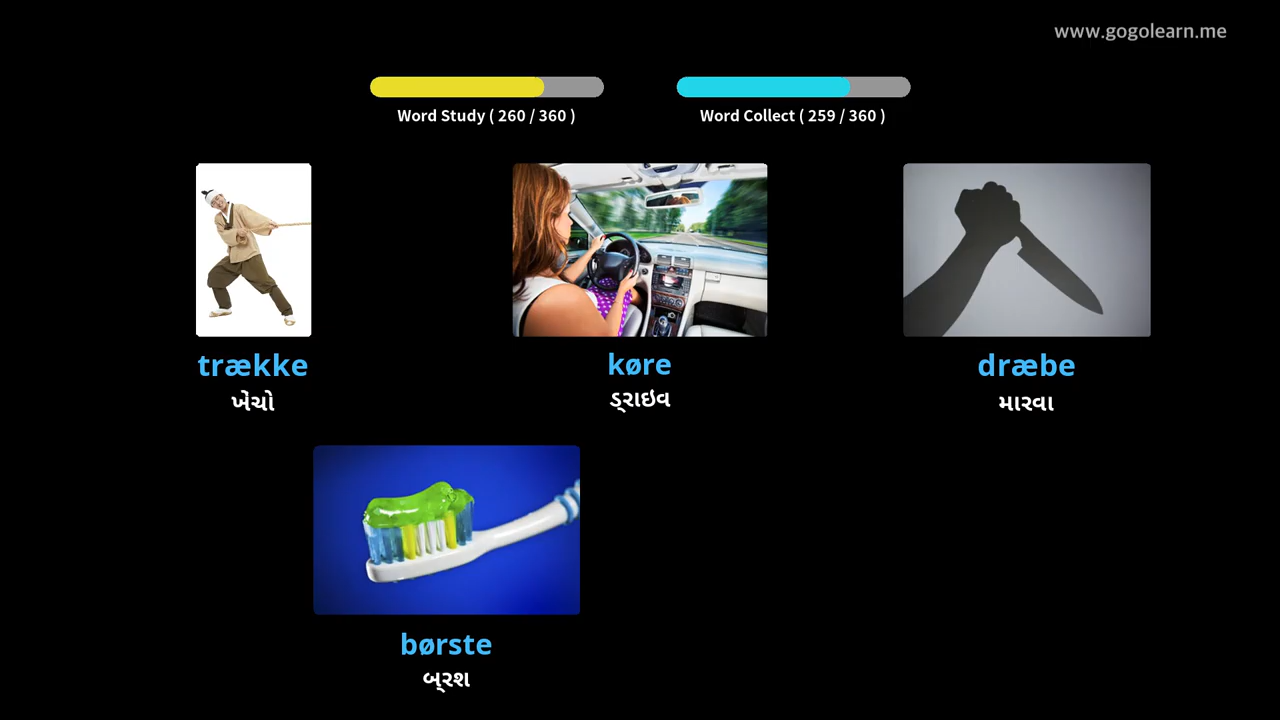 www.gogolearn.me
Word Study ( 260 / 360 )
Word Collect ( 259 / 360 )
trække
ખેચો
køre
ડ્રાઇવ
dræbe
મારવા
børste
બ્રશ